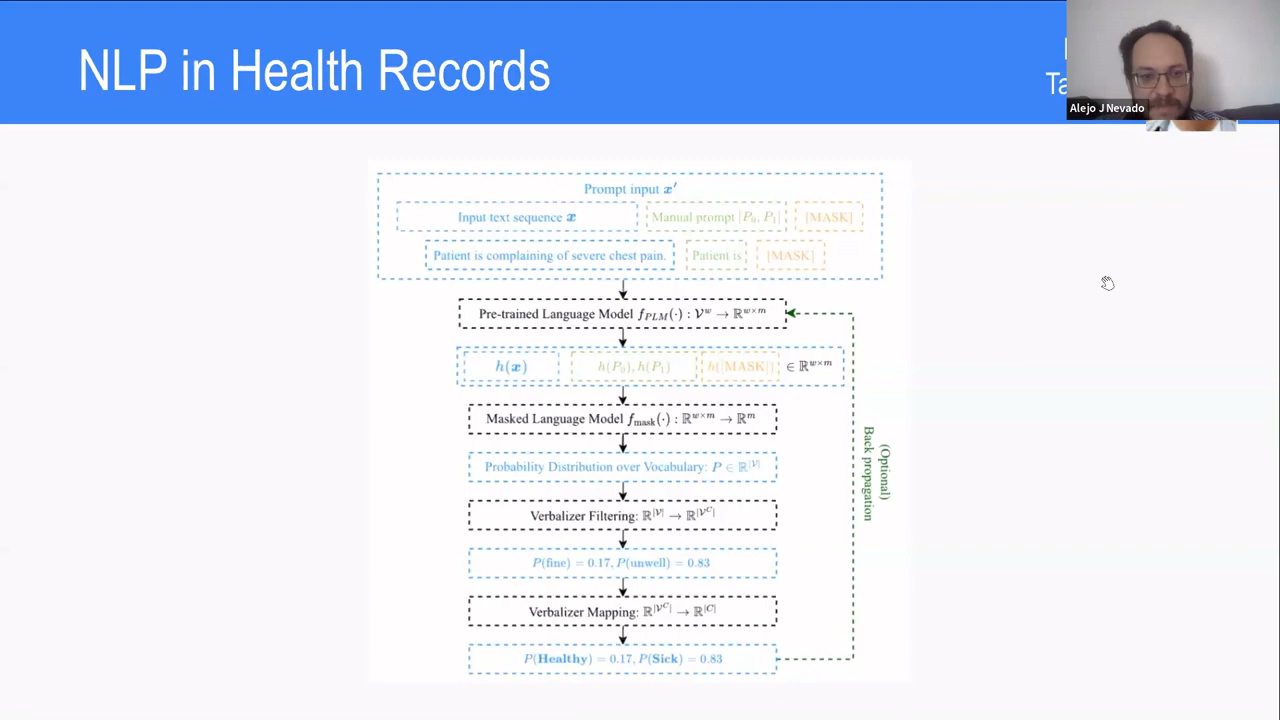 NLP in Health Records
Alejo J Nevado
Prompt input x′
Input text sequence x Manual prompt [P₀, P₁] [MASK]
Patient is complaining of severe chest pain. Patient is [MASK]
Pre-trained Language Model f_PLM(·) : 𝒱^w → ℝ^{w×m}
h(x) h(P₀), h(P₁) h([MASK]) ∈ ℝ^{w×m}
Masked Language Model f_mask(·) : ℝ^{w×m} → ℝ^m
Probability Distribution over Vocabulary: P ∈ ℝ^{|𝒱|}
Verbalizer Filtering: ℝ^{|𝒱|} → ℝ^{|𝒱^C|}
P(fine) = 0.17, P(unwell) = 0.83
Verbalizer Mapping: ℝ^{|𝒱^C|} → ℝ^{|C|}
P(Healthy) = 0.17, P(Sick) = 0.83
(Optional)
Back propagation